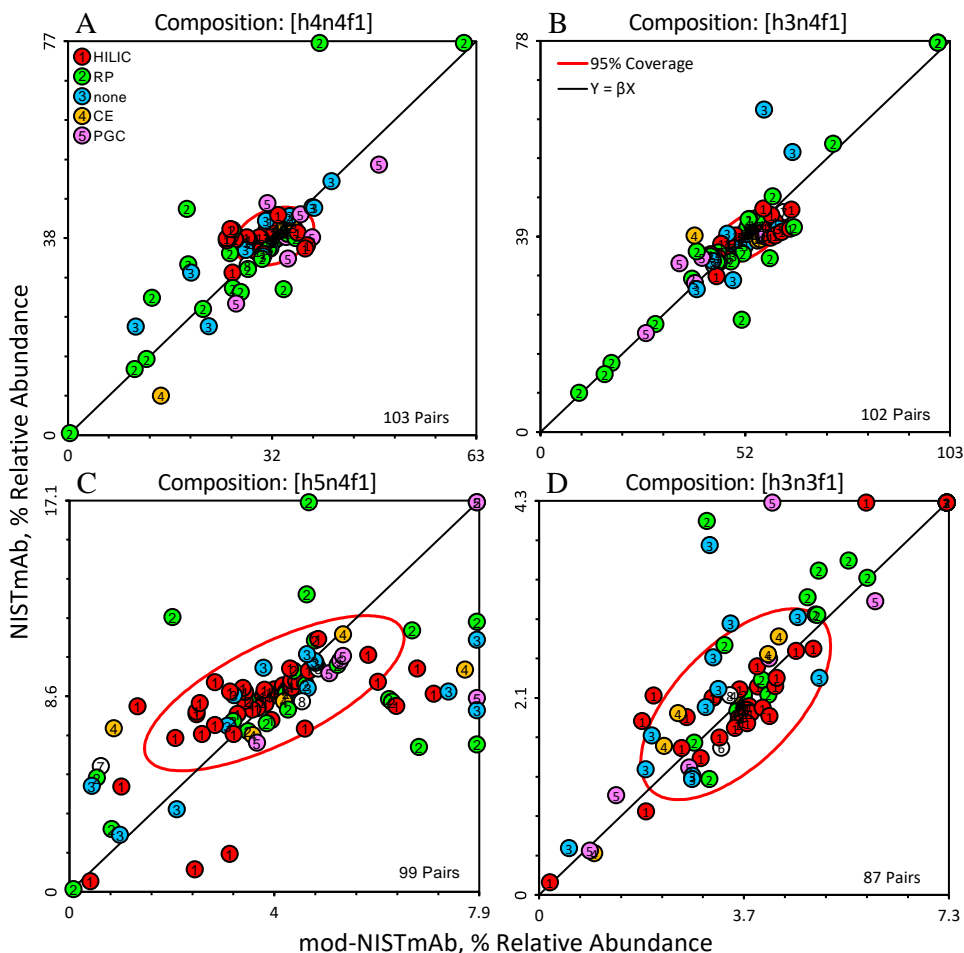 A Composition: [h4n4f1]
77
1 HILIC
2 RP
3 none
4 CE
5 PGC
38
103 Pairs
0
0 32 63
B Composition: [h3n4f1]
78
95% Coverage
Y = βX
39
102 Pairs
0
0 52 103
C Composition: [h5n4f1]
17.1
8.6
99 Pairs
0
0 4 7.9
D Composition: [h3n3f1]
4.3
2.1
87 Pairs
0
0 3.7 7.3
NISTmAb, % Relative Abundance
mod-NISTmAb, % Relative Abundance